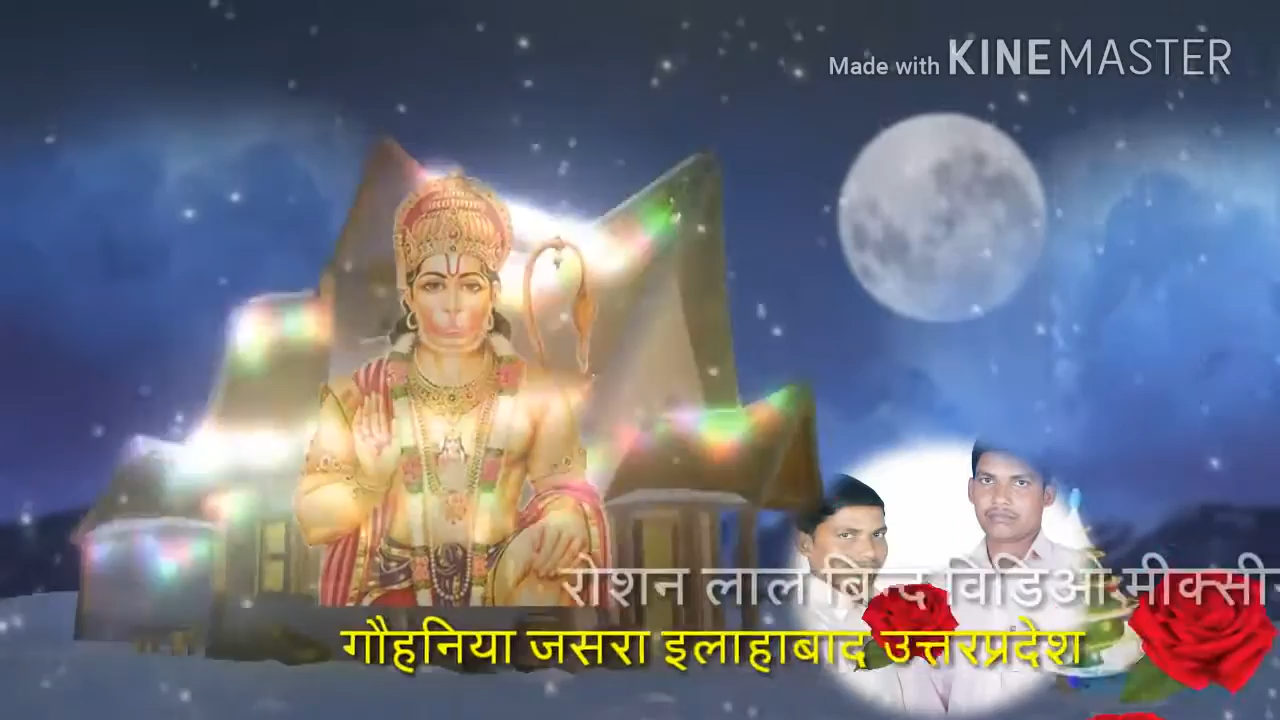 Made with KINEMASTER
रोशन लाल बिन्द विडिओ मीक्सी
गौहनिया जसरा इलाहाबाद उत्तरप्रदेश